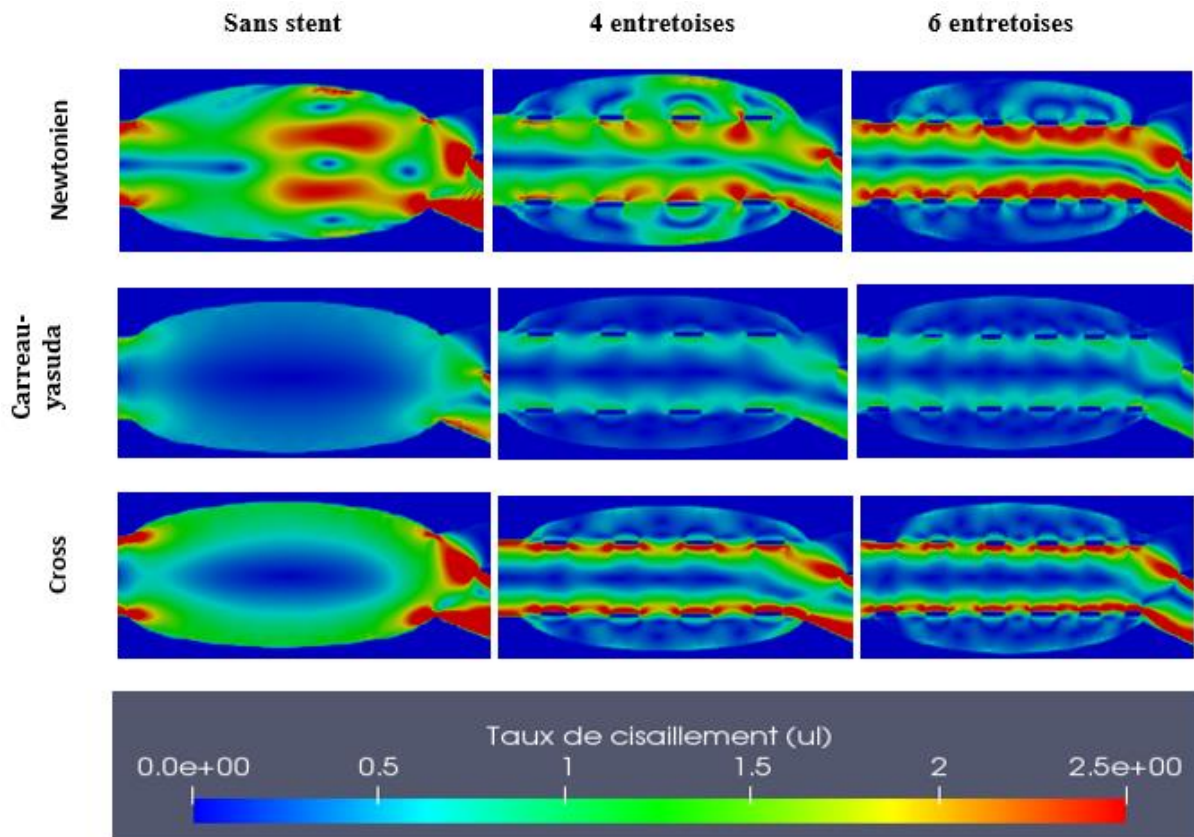 Sans stent
4 entretoises
6 entretoises
Newtonien
Carreau-
yasuda
Cross
Taux de cisaillement (ul)
0.0e+00 0.5 1 1.5 2 2.5e+00